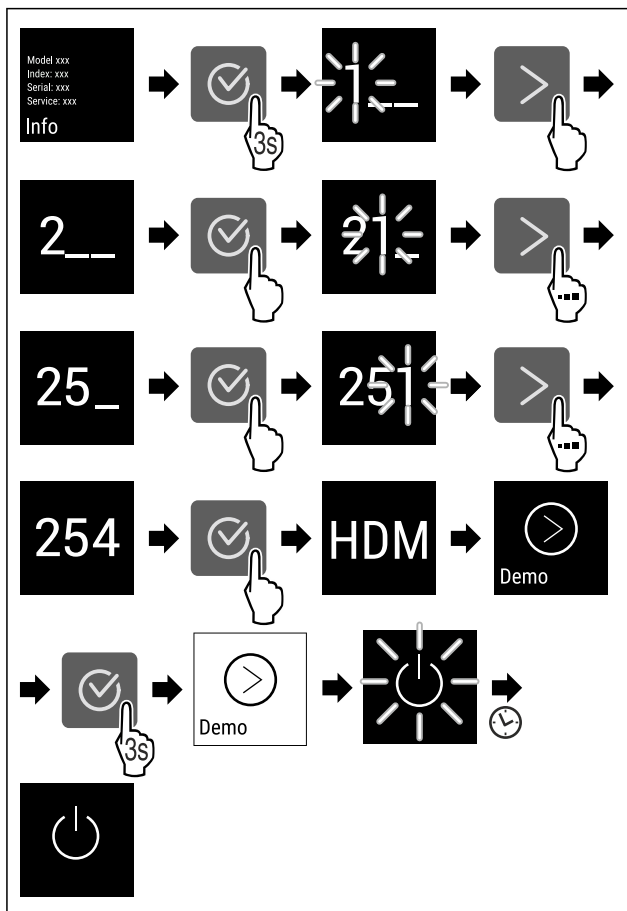 Model xxx
Index: xxx
Serial: xxx
Service: xxx
Info
3s
1__
2__
21_
25_
251
254
HDM
Demo
3s
Demo